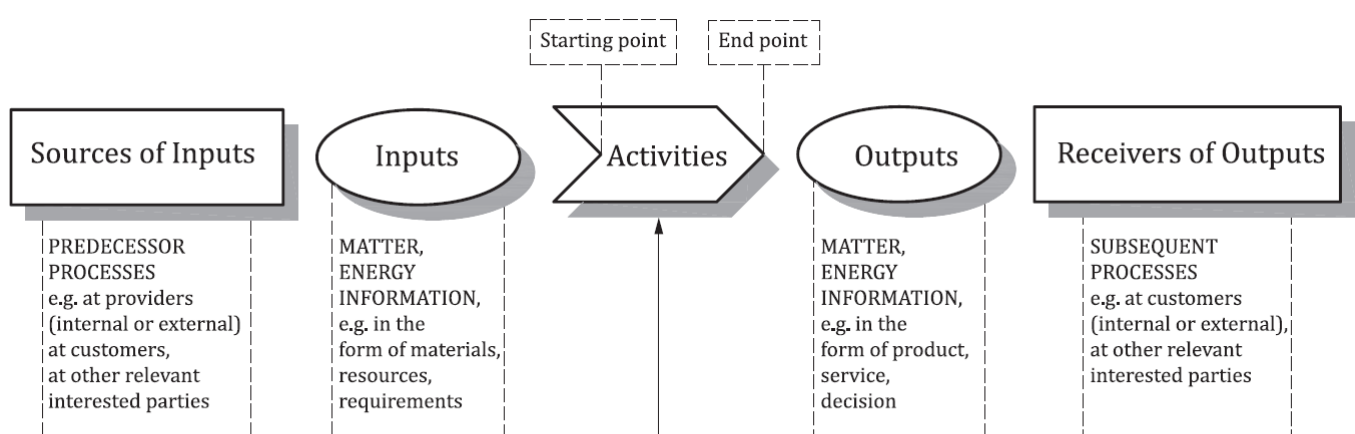 Starting point
End point
Sources of Inputs
Inputs
Activities
Outputs
Receivers of Outputs
PREDECESSOR
PROCESSES
e.g. at providers
(internal or external)
at customers,
at other relevant
interested parties
MATTER,
ENERGY
INFORMATION,
e.g. in the
form of materials,
resources,
requirements
MATTER,
ENERGY
INFORMATION,
e.g. in the
form of product,
service,
decision
SUBSEQUENT
PROCESSES
e.g. at customers
(internal or external),
at other relevant
interested parties